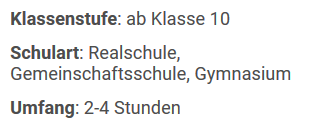 Klassenstufe: ab Klasse 10
Schulart: Realschule,
Gemeinschaftsschule, Gymnasium
Umfang: 2-4 Stunden